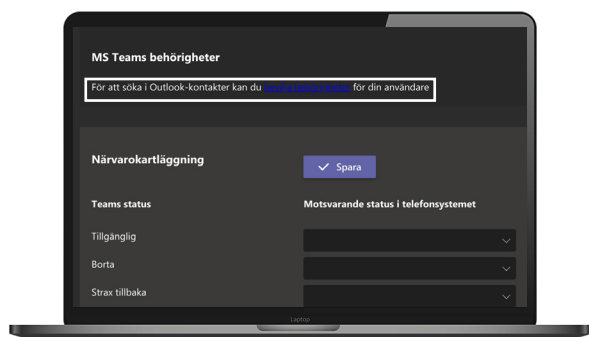 MS Teams behörigheter
För att söka i Outlook-kontakter kan du för din användare
Närvarokartläggning
Spara
Teams status
Motsvarande status i telefonsystemet
Tillgänglig
Borta
Strax tillbaka
Laptop